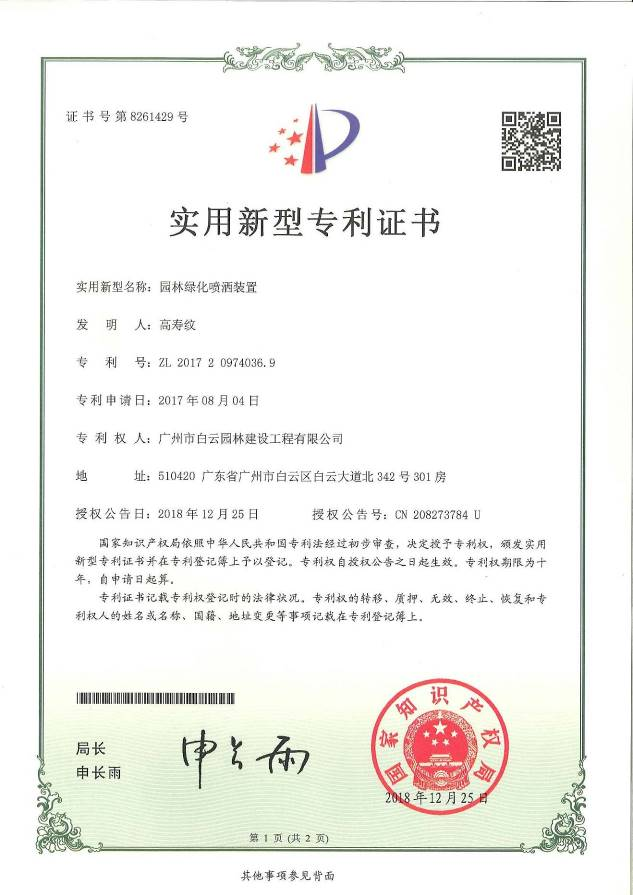 证书号第8261429号
实用新型专利证书
实用新型名称：园林绿化喷洒装置
发 明 人：高寿纹
专 利 号：ZL 2017 2 0974036.9
专利申请日：2017年08月04日
专 利 权 人：广州市白云园林建设工程有限公司
地 址：510420 广东省广州市白云区白云大道北342号301房
授权公告日：2018年12月25日 授权公告号：CN 208273784 U
国家知识产权局依照中华人民共和国专利法经过初步审查，决定授予专利权，颁发实用
新型专利证书并在专利登记簿上予以登记。专利权自授权公告之日起生效。专利权期限为十
年，自申请日起算。
专利证书记载专利权登记时的法律状况。专利权的转移、质押、无效、终止、恢复和专
利权人的姓名或名称、国籍、地址变更等事项记载在专利登记簿上。
局长
申长雨
申长雨
国家知识产权局
2018年12月25日
第 1 页 (共 2 页)
其他事项参见背面